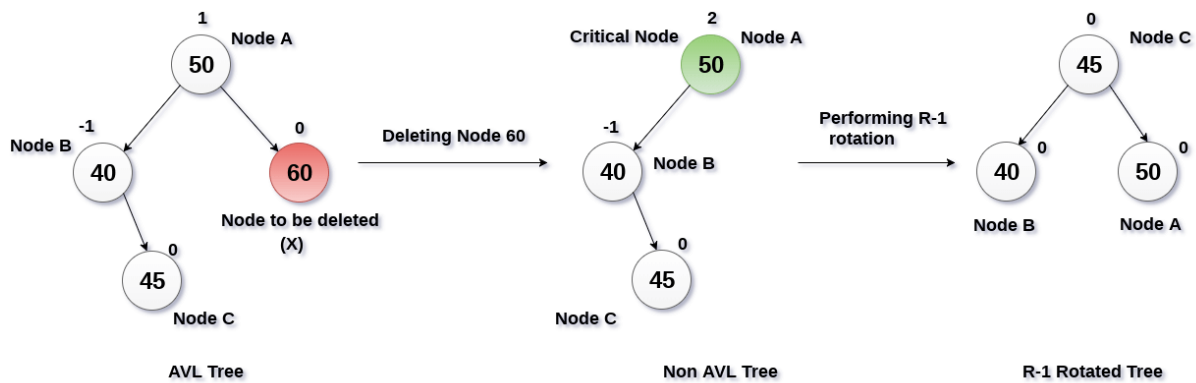 1
Node A
50
-1
Node B
40
0
60
Node to be deleted
(X)
0
45
Node C
AVL Tree
Deleting Node 60
2
Critical Node
Node A
50
-1
40
Node B
0
45
Node C
Non AVL Tree
Performing R-1
rotation
0
Node C
45
40
0
Node B
50
0
Node A
R-1 Rotated Tree